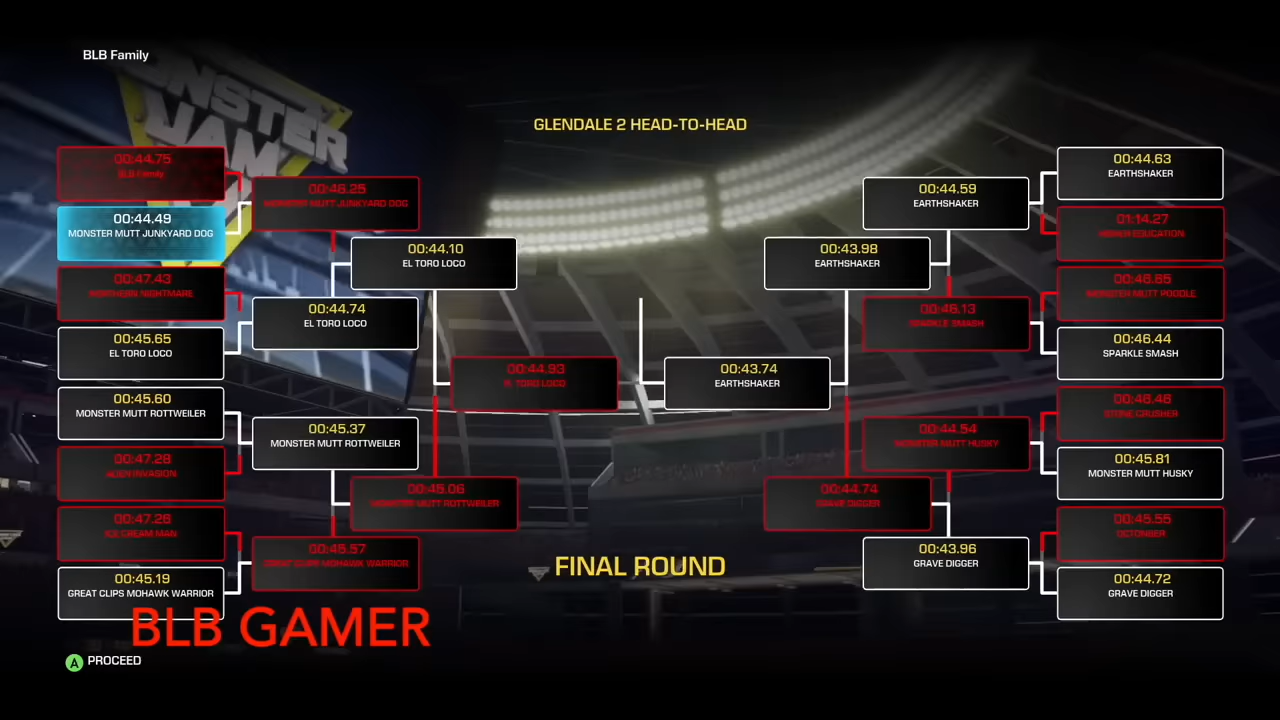 BLB Family
MONSTER
JAM
GLENDALE 2 HEAD-TO-HEAD
00:44.75
BLB Family
00:44.49
MONSTER MUTT JUNKYARD DOG
00:47.43
NORTHERN NIGHTMARE
00:45.65
EL TORO LOCO
00:45.60
MONSTER MUTT ROTTWEILER
00:47.28
ALIEN INVASION
00:47.26
ICE CREAM MAN
00:45.19
GREAT CLIPS MOHAWK WARRIOR
00:46.25
MONSTER MUTT JUNKYARD DOG
00:44.74
EL TORO LOCO
00:45.37
MONSTER MUTT ROTTWEILER
00:45.57
GREAT CLIPS MOHAWK WARRIOR
00:44.10
EL TORO LOCO
00:45.06
MONSTER MUTT ROTTWEILER
00:44.93
EL TORO LOCO
00:43.74
EARTHSHAKER
00:43.98
EARTHSHAKER
00:44.74
GRAVE DIGGER
00:44.59
EARTHSHAKER
00:46.13
SPARKLE SMASH
00:44.54
MONSTER MUTT HUSKY
00:43.96
GRAVE DIGGER
00:44.63
EARTHSHAKER
01:14.27
HIGHER EDUCATION
00:46.65
MONSTER MUTT POODLE
00:46.44
SPARKLE SMASH
00:46.46
STONE CRUSHER
00:45.81
MONSTER MUTT HUSKY
00:45.55
OCTON8ER
00:44.72
GRAVE DIGGER
FINAL ROUND
BLB GAMER
A PROCEED